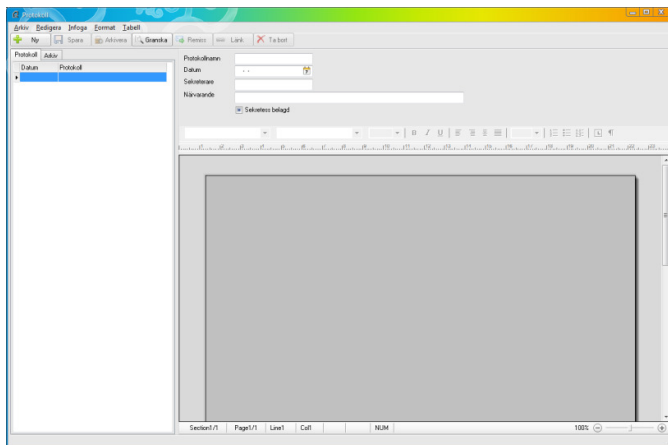 Protokoll
Arkiv Redigera Infoga Format Tabell
Ny Spara Arkivera Granska Remiss Länk Ta bort
Protokoll Arkiv
Datum Protokoll
Protokollnamn
Datum - -
Sekreterare
Närvarande
Sekretess belagd
B I U
Section1/1 Page1/1 Line1 Col1 NUM 100%